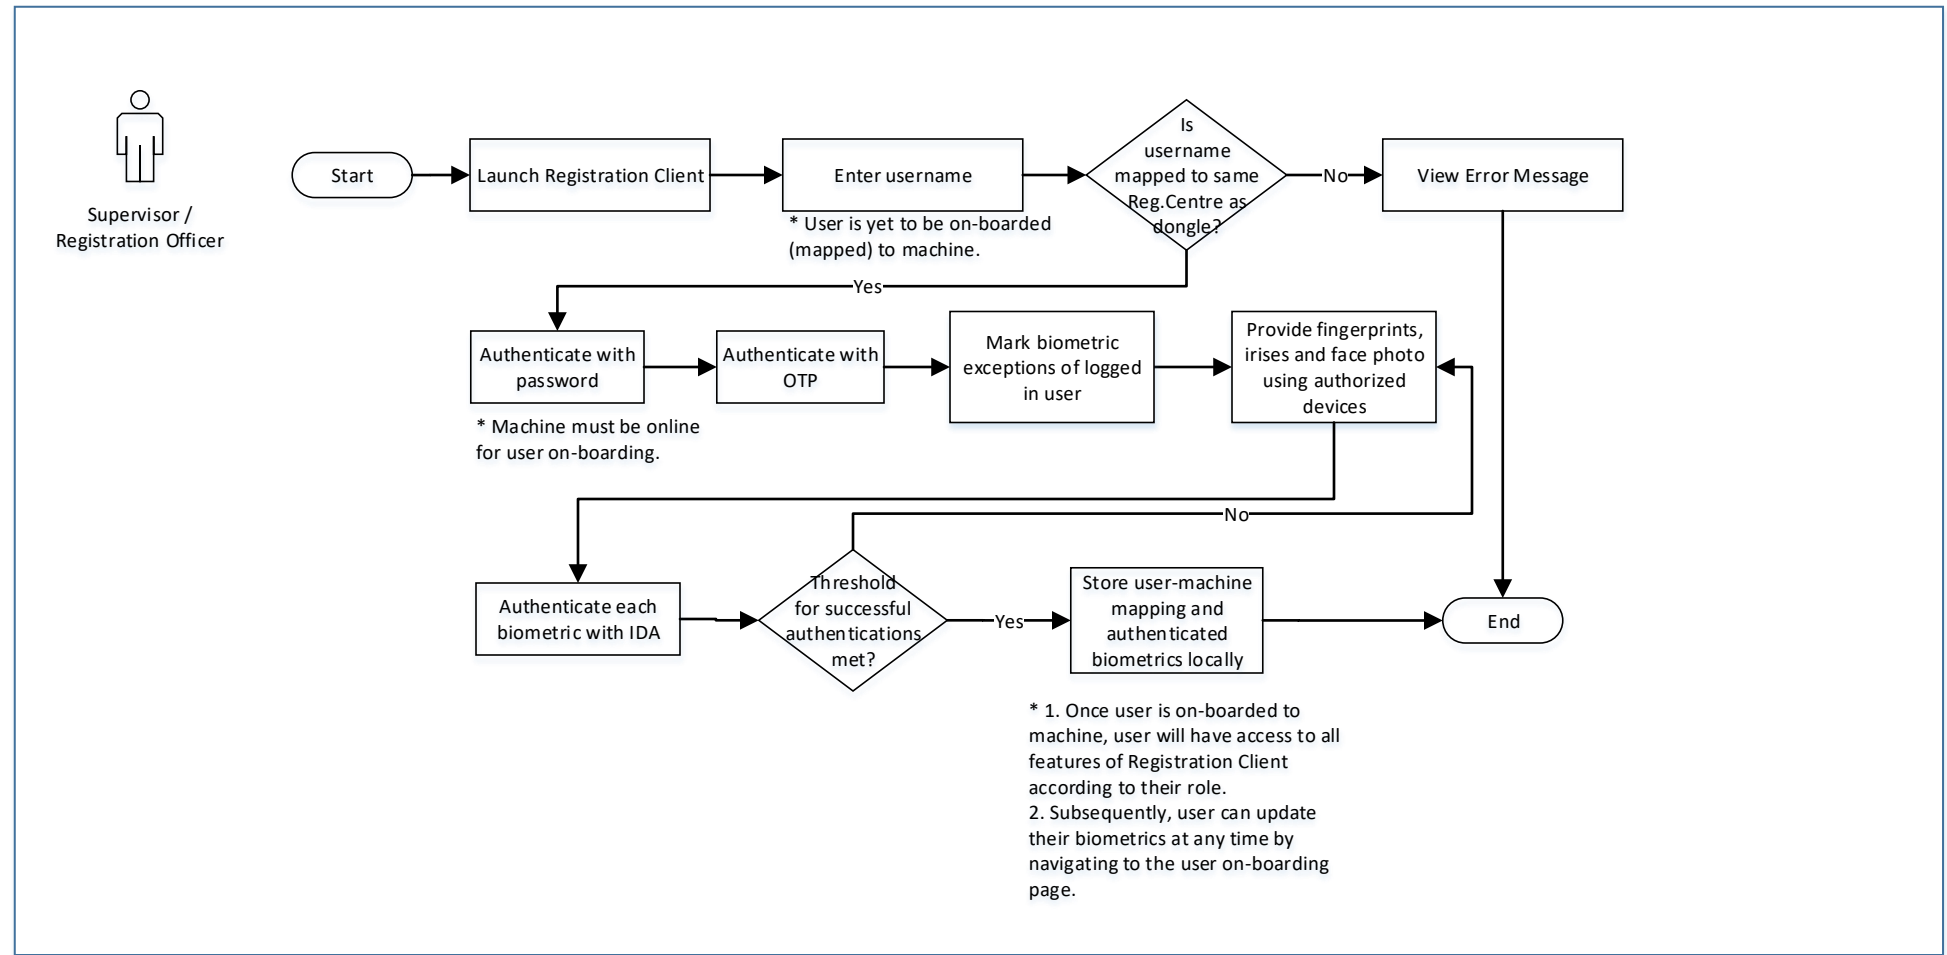 Supervisor /
Registration Officer
Start
Launch Registration Client
Enter username
* User is yet to be on-boarded
(mapped) to machine.
Is
username
mapped to same
Reg.Centre as
dongle?
No
View Error Message
Yes
Authenticate with
password
* Machine must be online
for user on-boarding.
Authenticate with
OTP
Mark biometric
exceptions of logged
in user
Provide fingerprints,
irises and face photo
using authorized
devices
No
Authenticate each
biometric with IDA
Threshold
for successful
authentications
met?
Yes
Store user-machine
mapping and
authenticated
biometrics locally
End
* 1. Once user is on-boarded to
machine, user will have access to all
features of Registration Client
according to their role.
2. Subsequently, user can update
their biometrics at any time by
navigating to the user on-boarding
page.